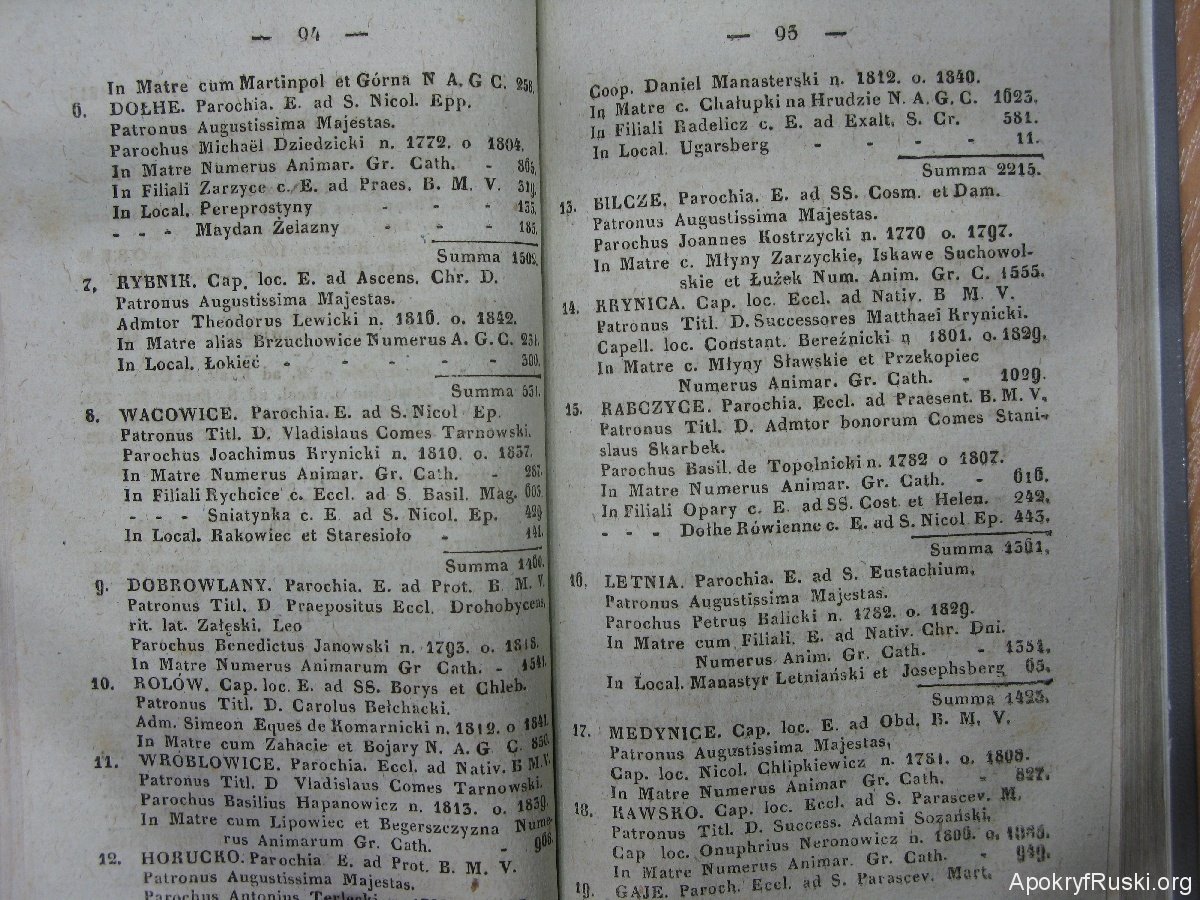 — 94 —
In Matre cum Martinpol et Górna N A. G C. 258.
6. DOŁHE. Parochia. E. ad S. Nicol. Epp.
Patronus Augustissima Majestas.
Parochus Michaël Dziedzicki n. 1772. o 1804.
In Matre Numerus Animar. Gr. Cath. - 865.
In Filiali Zarzyce c. E. ad Praes. B. M. V. 319.
In Local. Pereprostyny - - - 135.
- - - Maydan Żelazny - - - 185.
Summa 1505.
7. RYBNIK. Cap. loc. E. ad Ascens. Chr. D.
Patronus Augustissima Majestas.
Admtor Theodorus Lewicki n. 1816. o. 1842.
In Matre alias Brzuchowice Numerus A. G. C. 231.
In Local. Łokieć - - - - - 300.
Summa 531.
8. WACOWICE. Parochia. E. ad S. Nicol Ep.
Patronus Titl. D. Vladislaus Comes Tarnowski.
Parochus Joachimus Krynicki n. 1810. o. 1837.
In Matre Numerus Animar. Gr. Cath. - 287.
In Filiali Rychcice c. Eccl. ad S. Basil. Mag. 603.
- - - Sniatynka c. E. ad S. Nicol. Ep. 429
In Local. Rakowiec et Staresioło - 141.
Summa 1460.
9. DOBROWLANY. Parochia. E. ad Prot. B. M. V.
Patronus Titl. D Praepositus Eccl. Drohobycens.
rit. lat. Załęski, Leo
Parochus Benedictus Janowski n. 1793. o. 1818.
In Matre Numerus Animarum Gr Cath. - 1541.
10. ROLÓW. Cap. loc. E. ad SS. Borys et Chleb.
Patronus Titl. D. Carolus Bełchacki.
Adm. Simeon Eques de Komarnicki n. 1812. o 1841.
In Matre cum Zahacie et Bojary N. A. G C. 850.
11. WRÓBLOWICE. Parochia. Eccl. ad Nativ. B M. V.
Patronus Titl. D Vladislaus Comes Tarnowski.
Parochus Basilius Hapanowicz n. 1813. o 1839.
In Matre cum Lipowiec et Begerszczyzna Nume-
rus Animarum Gr. Cath. - 968.
12. HORUCKO. Parochia E. ad Prot. B. M. V.
Patronus Augustissima Majestas.
Parochus Antonius
— 95 —
Coop. Daniel Manasterski n. 1812. o. 1840.
In Matre c. Chałupki na Hrudzie N. A. G. C. 1623.
In Filiali Radelicz c. E. ad Exalt. S. Cr. 581.
In Local. Ugarsberg - - - - 11.
Summa 2215.
13. BILCZE. Parochia. E. ad SS. Cosm. et Dam.
Patronus Augustissima Majestas.
Parochus Joannes Kostrzycki n. 1770 o. 1797.
In Matre c. Młyny Zarzyckie, Iskawe Suchowol-
skie et Łużek Num. Anim. Gr. C. 1555.
14. KRYNICA. Cap. loc. Eccl. ad Nativ. B M. V.
Patronus Titl. D. Successores Matthaei Krynicki.
Capell. loc. Constant. Bereźnicki n 1801. o. 1829.
In Matre c. Młyny Sławskie et Przekopiec
Numerus Animar. Gr. Cath. - 1029.
15. RABCZYCE. Parochia. Eccl. ad Praesent. B. M. V.
Patronus Titl. D. Admtor bonorum Comes Stani-
slaus Skarbek.
Parochus Basil. de Topolnicki n. 1782 o 1807.
In Matre Numerus Animar. Gr. Cath. - 616.
In Filiali Opary c. E. ad SS. Cost. et Helen. 242.
- - - Dołhe Rówienne c. E. ad S. Nicol Ep. 443.
Summa 1301.
16. LETNIA. Parochia. E. ad S. Eustachium.
Patronus Augustissima Majestas.
Parochus Petrus Balicki n. 1782. o. 1829.
In Matre cum Filiali. E. ad Nativ. Chr. Dni.
Numerus Anim. Gr. Cath. - 1354.
In Local. Manastyr Letniański et Josephsberg 65.
Summa 1423.
17. MEDYNICE. Cap. loc. E. ad Obd. B. M. V.
Patronus Augustissima Majestas,
Cap. loc. Nicol. Chlipkiewicz n. 1781. o. 1808.
In Matre Numerus Animar Gr. Cath. - 827.
18. KAWSKO. Cap. loc. Eccl. ad S. Parascev. M.
Patronus Titl. D. Success. Adami Sozański.
Cap loc. Onuphrius Neronowicz n. 1806. o.
In Matre Numerus Animar. Gr. Cath. - 949.
19. GAJE. Paroch. Eccl. ad S. Parascev. Mart.
ApokryfRuski.org